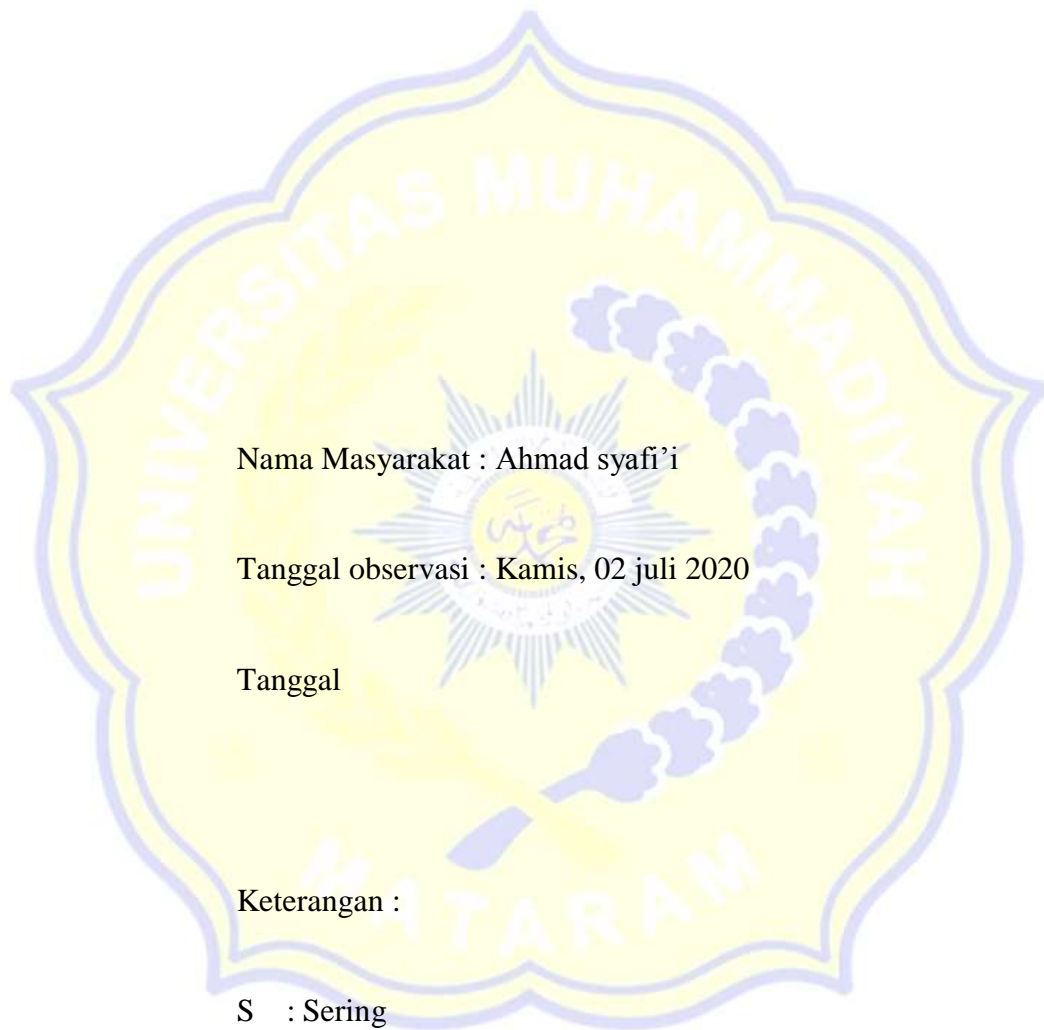 UNIVERSITAS MUHAMMADIYAH
Nama Masyarakat : Ahmad syafi’i
Tanggal observasi : Kamis, 02 juli 2020
Tanggal
Keterangan :
MATARAM
S : Sering